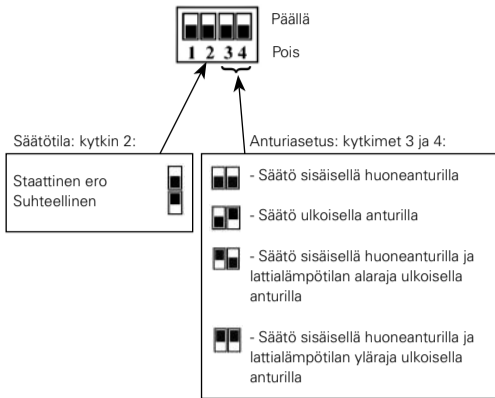 Päällä
1 2 3 4 Pois
Säätötila: kytkin 2:
Staattinen ero
Suhteellinen
Anturiasetus: kytkimet 3 ja 4:
- Säätö sisäisellä huoneanturilla
- Säätö ulkoisella anturilla
- Säätö sisäisellä huoneanturilla ja
lattialämpötilan alaraja ulkoisella
anturilla
- Säätö sisäisellä huoneanturilla ja
lattialämpötilan yläraja ulkoisella
anturilla